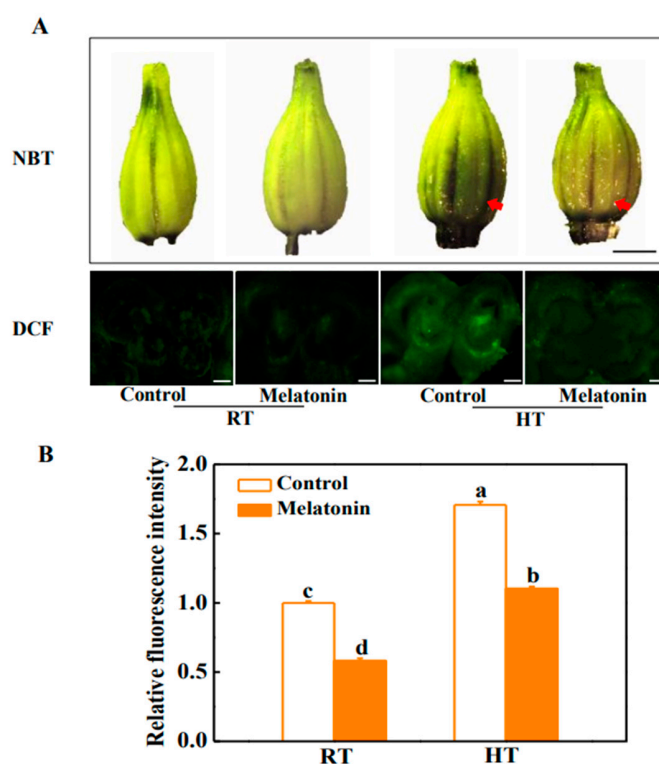 A
NBT
DCF
Control Melatonin Control Melatonin
RT HT
B
Relative fluorescence intensity
2.0
1.5
1.0
0.5
0.0
Control
Melatonin
c
d
a
b
RT HT